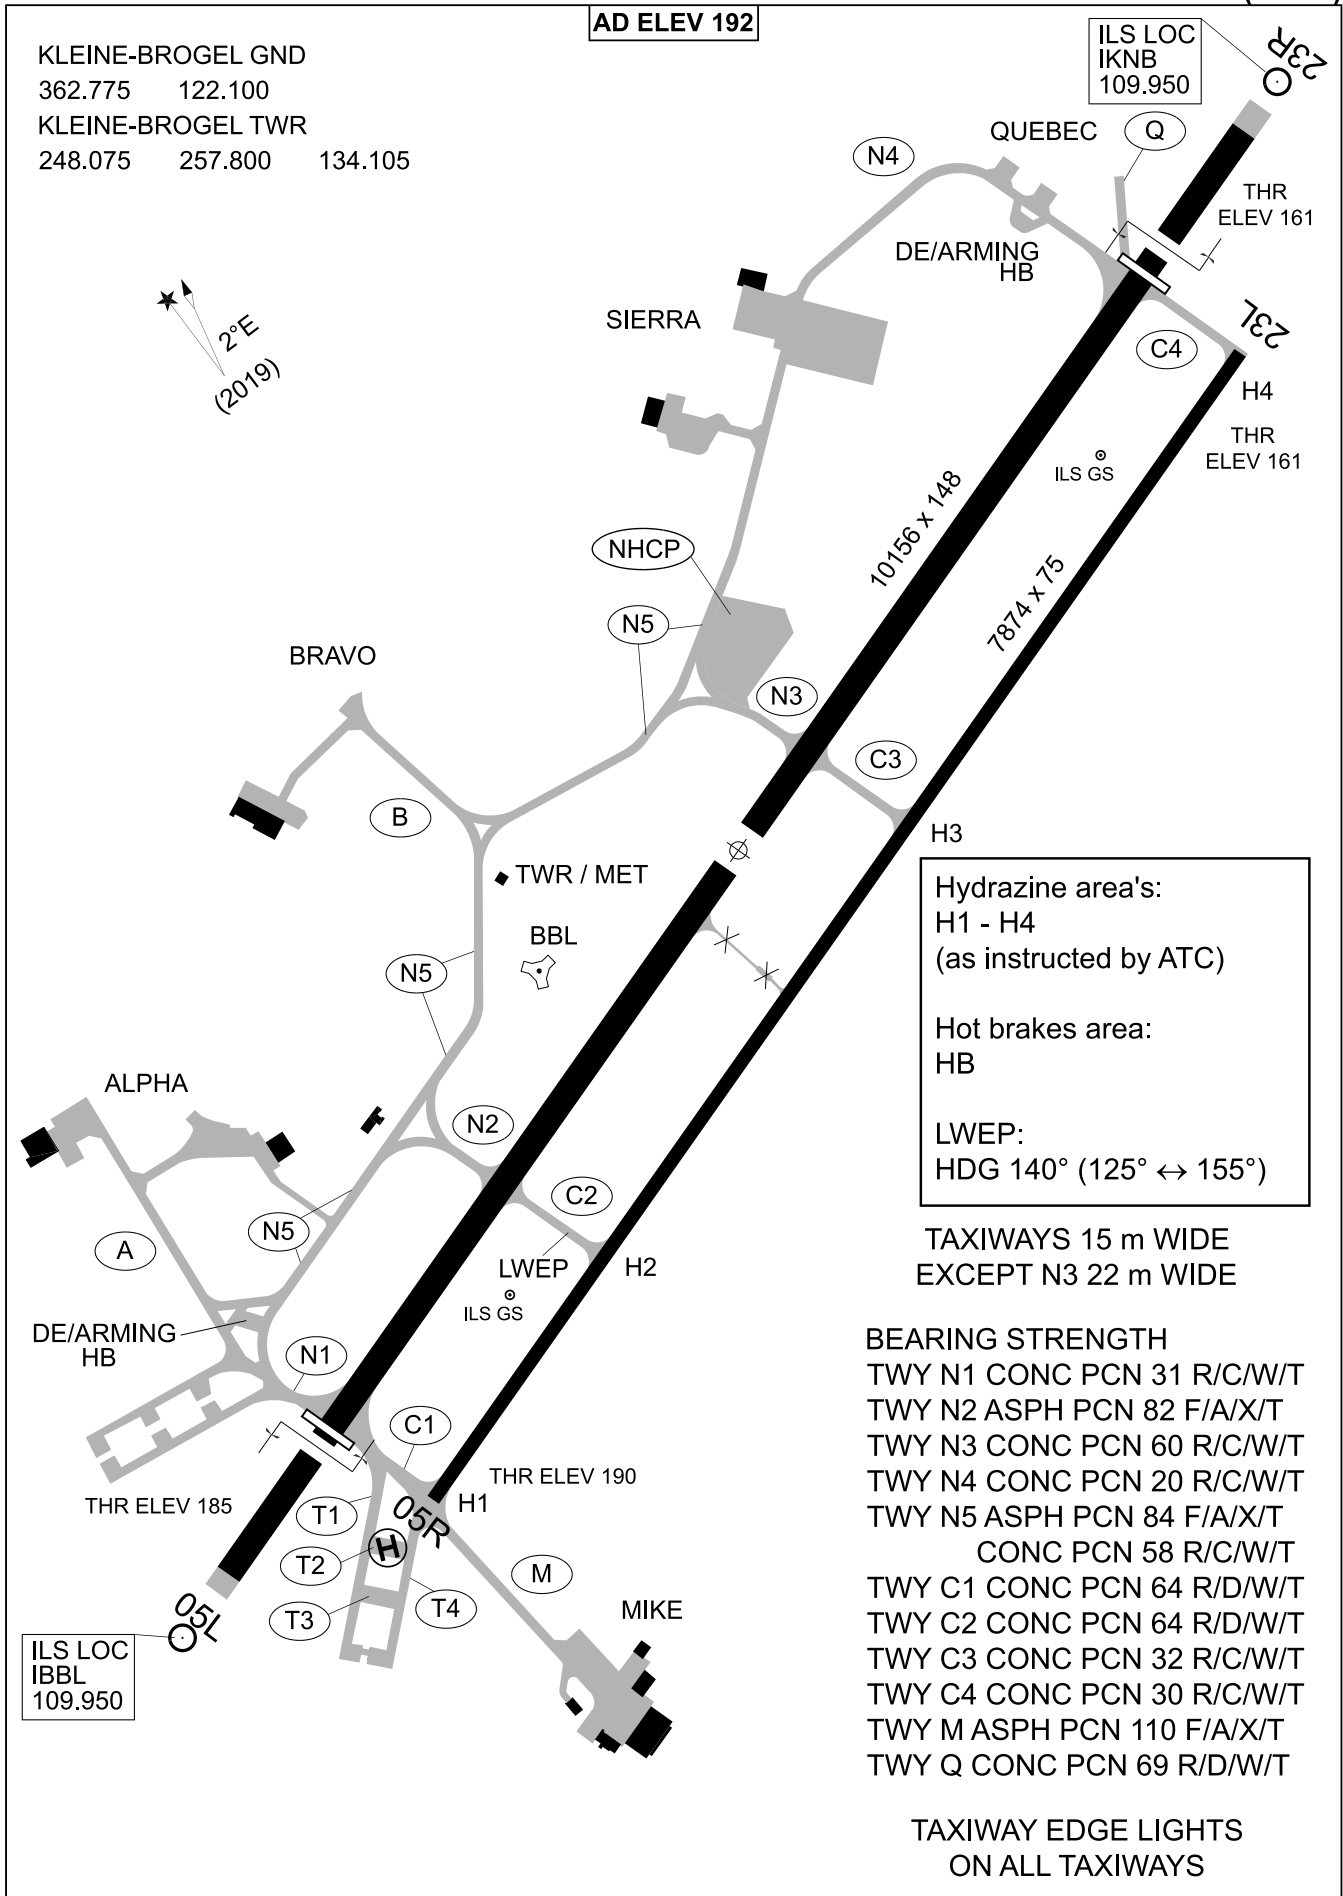 AD ELEV 192
KLEINE-BROGEL GND
362.775 122.100
KLEINE-BROGEL TWR
248.075 257.800 134.105
ILS LOC
IKNB
109.950
23R
QUEBEC
Q
N4
THR
ELEV 161
DE/ARMING
HB
2°E
(2019)
SIERRA
23L
C4
H4
THR
ELEV 161
ILS GS
10156 x 148
7874 x 75
NHCP
N5
BRAVO
N3
C3
B
H3
TWR / MET
BBL
N5
Hydrazine area's:
H1 - H4
(as instructed by ATC)
Hot brakes area:
HB
LWEP:
HDG 140° (125° ↔ 155°)
ALPHA
N2
C2
N5
A
LWEP
H2
ILS GS
TAXIWAYS 15 m WIDE
EXCEPT N3 22 m WIDE
DE/ARMING
HB
N1
C1
THR ELEV 190
THR ELEV 185
H1
05R
T1
H
T2
T3
T4
M
MIKE
05L
ILS LOC
IBBL
109.950
BEARING STRENGTH
TWY N1 CONC PCN 31 R/C/W/T
TWY N2 ASPH PCN 82 F/A/X/T
TWY N3 CONC PCN 60 R/C/W/T
TWY N4 CONC PCN 20 R/C/W/T
TWY N5 ASPH PCN 84 F/A/X/T
CONC PCN 58 R/C/W/T
TWY C1 CONC PCN 64 R/D/W/T
TWY C2 CONC PCN 64 R/D/W/T
TWY C3 CONC PCN 32 R/C/W/T
TWY C4 CONC PCN 30 R/C/W/T
TWY M ASPH PCN 110 F/A/X/T
TWY Q CONC PCN 69 R/D/W/T
TAXIWAY EDGE LIGHTS
ON ALL TAXIWAYS